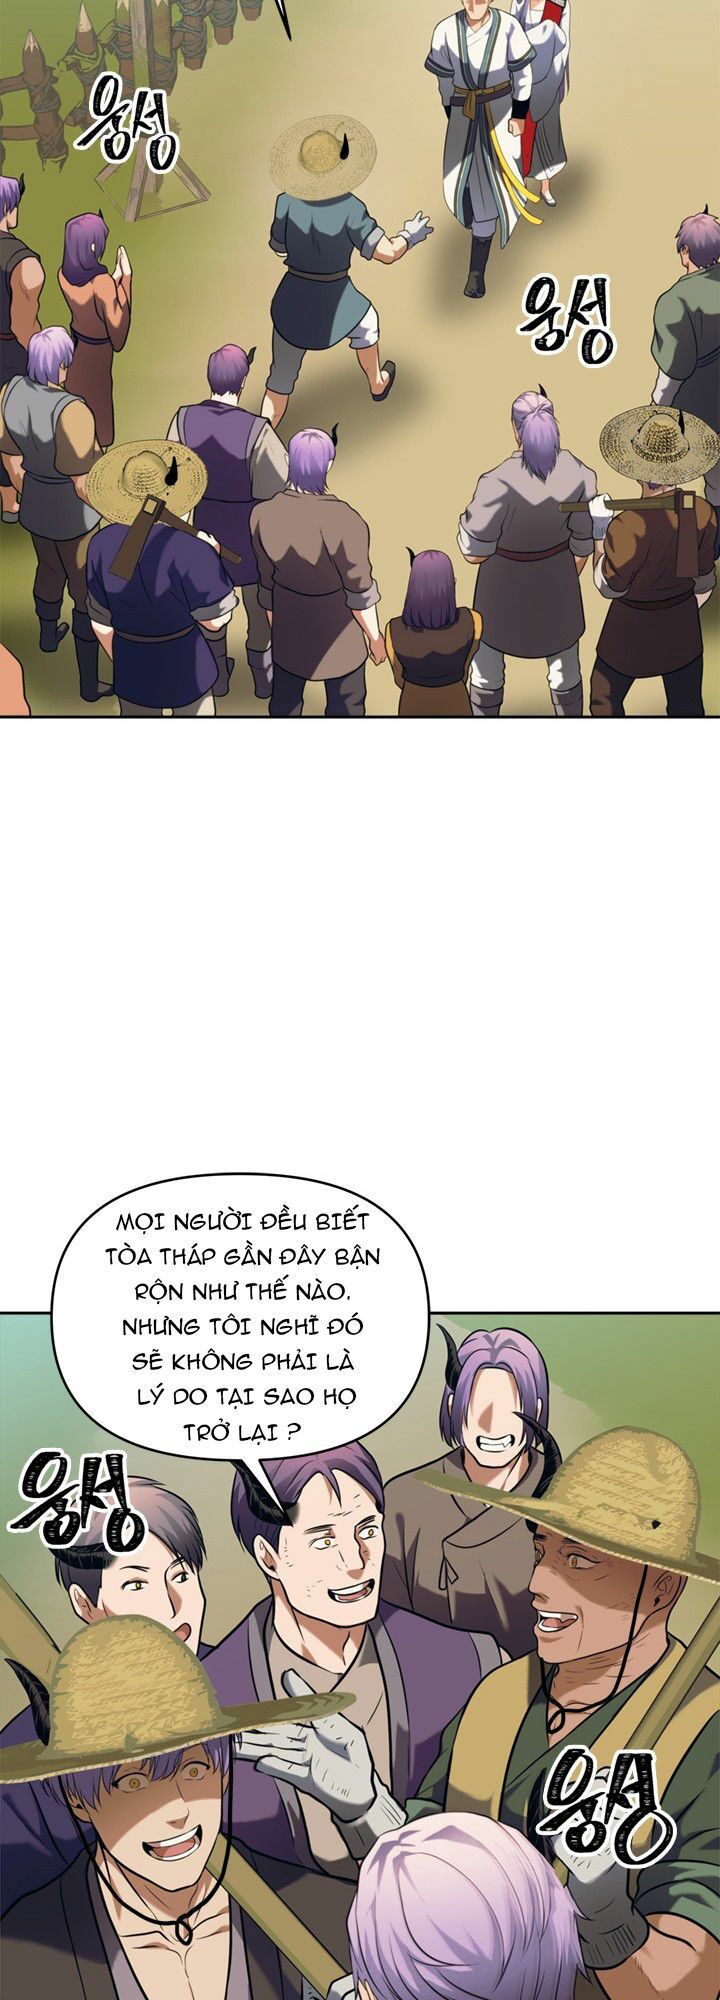 웅성
웅성
MỌI NGƯỜI ĐỀU BIẾT
TÒA THÁP GẦN ĐÂY BẬN
RỘN NHƯ THẾ NÀO.
NHƯNG TÔI NGHĨ ĐÓ
SẼ KHÔNG PHẢI LÀ
LÝ DO TẠI SAO HỌ
TRỞ LẠI ?
웅성
웅성